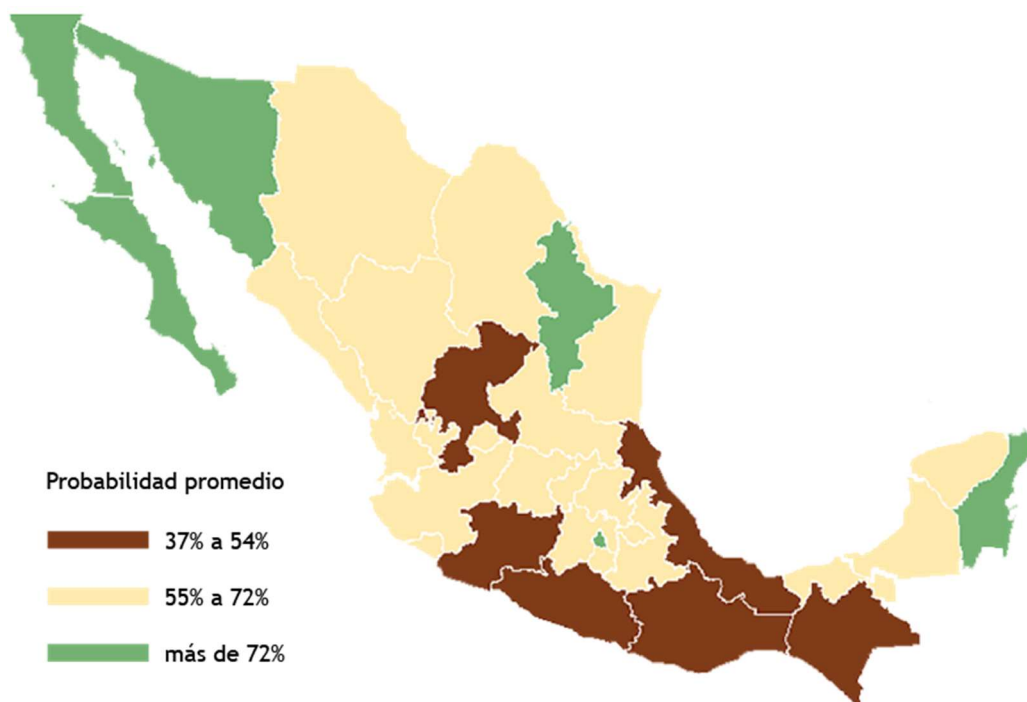 Probabilidad promedio
37% a 54%
55% a 72%
más de 72%